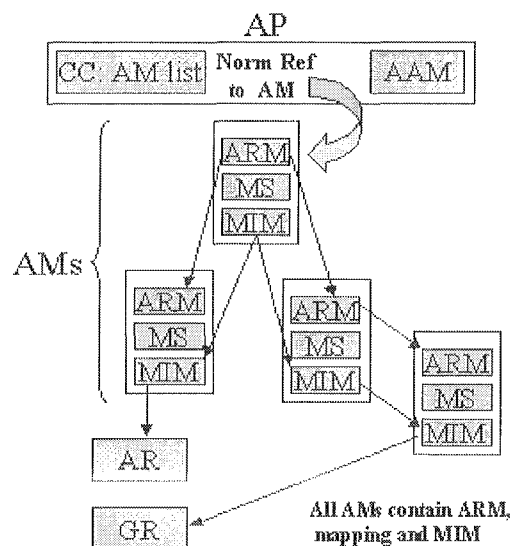 AP
CC: AM list
Norm Ref
to AM
AAM
AMs
ARM
MS
MIM
ARM
MS
MIM
ARM
MS
MIM
ARM
MS
MIM
AR
GR
All AMs contain ARM,
mapping and MIM